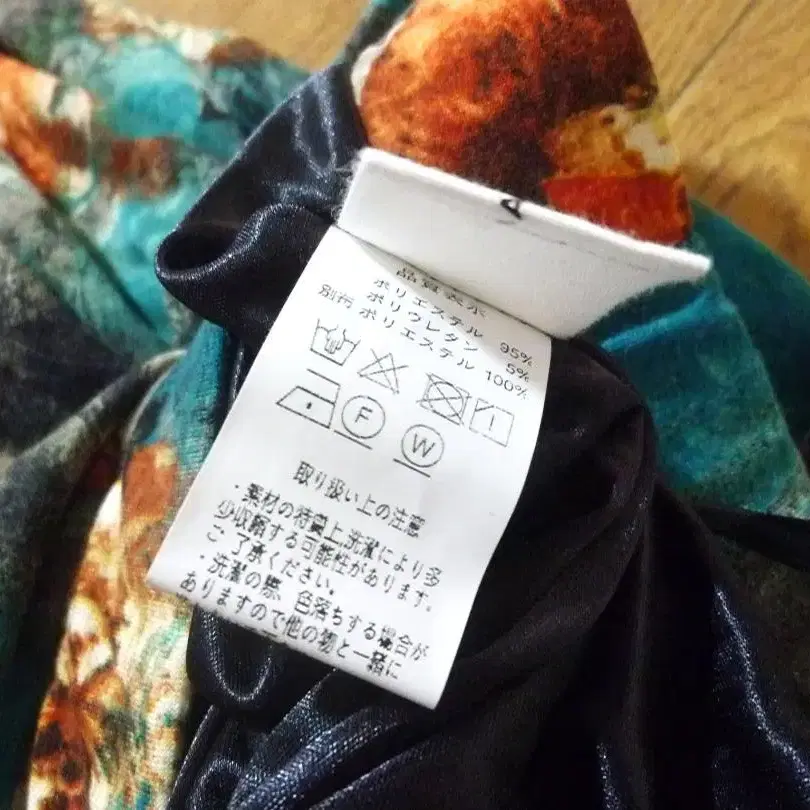 品質表示
ポリエステル 95%
ポリウレタン 5%
別布 ポリエステル 100%
F
W
取り扱い上の注意
・素材の特質上,洗濯により多
少収縮する可能性があります.
ご了承ください.
・洗濯の際,色落ちする場合が
ありますので他の物と一緒に